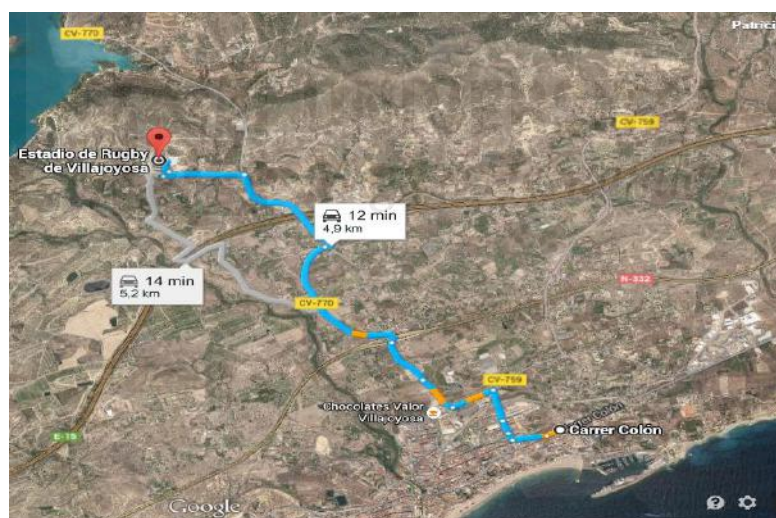 CV-770
Patrici
CV-759
Estadio de Rugby
de Villajoyosa
12 min
4,9 km
14 min
5,2 km
N-332
CV-770
CV-759
Chocolates Valor
Villajoyosa
Colón
Carrer Colón
E-15
Google